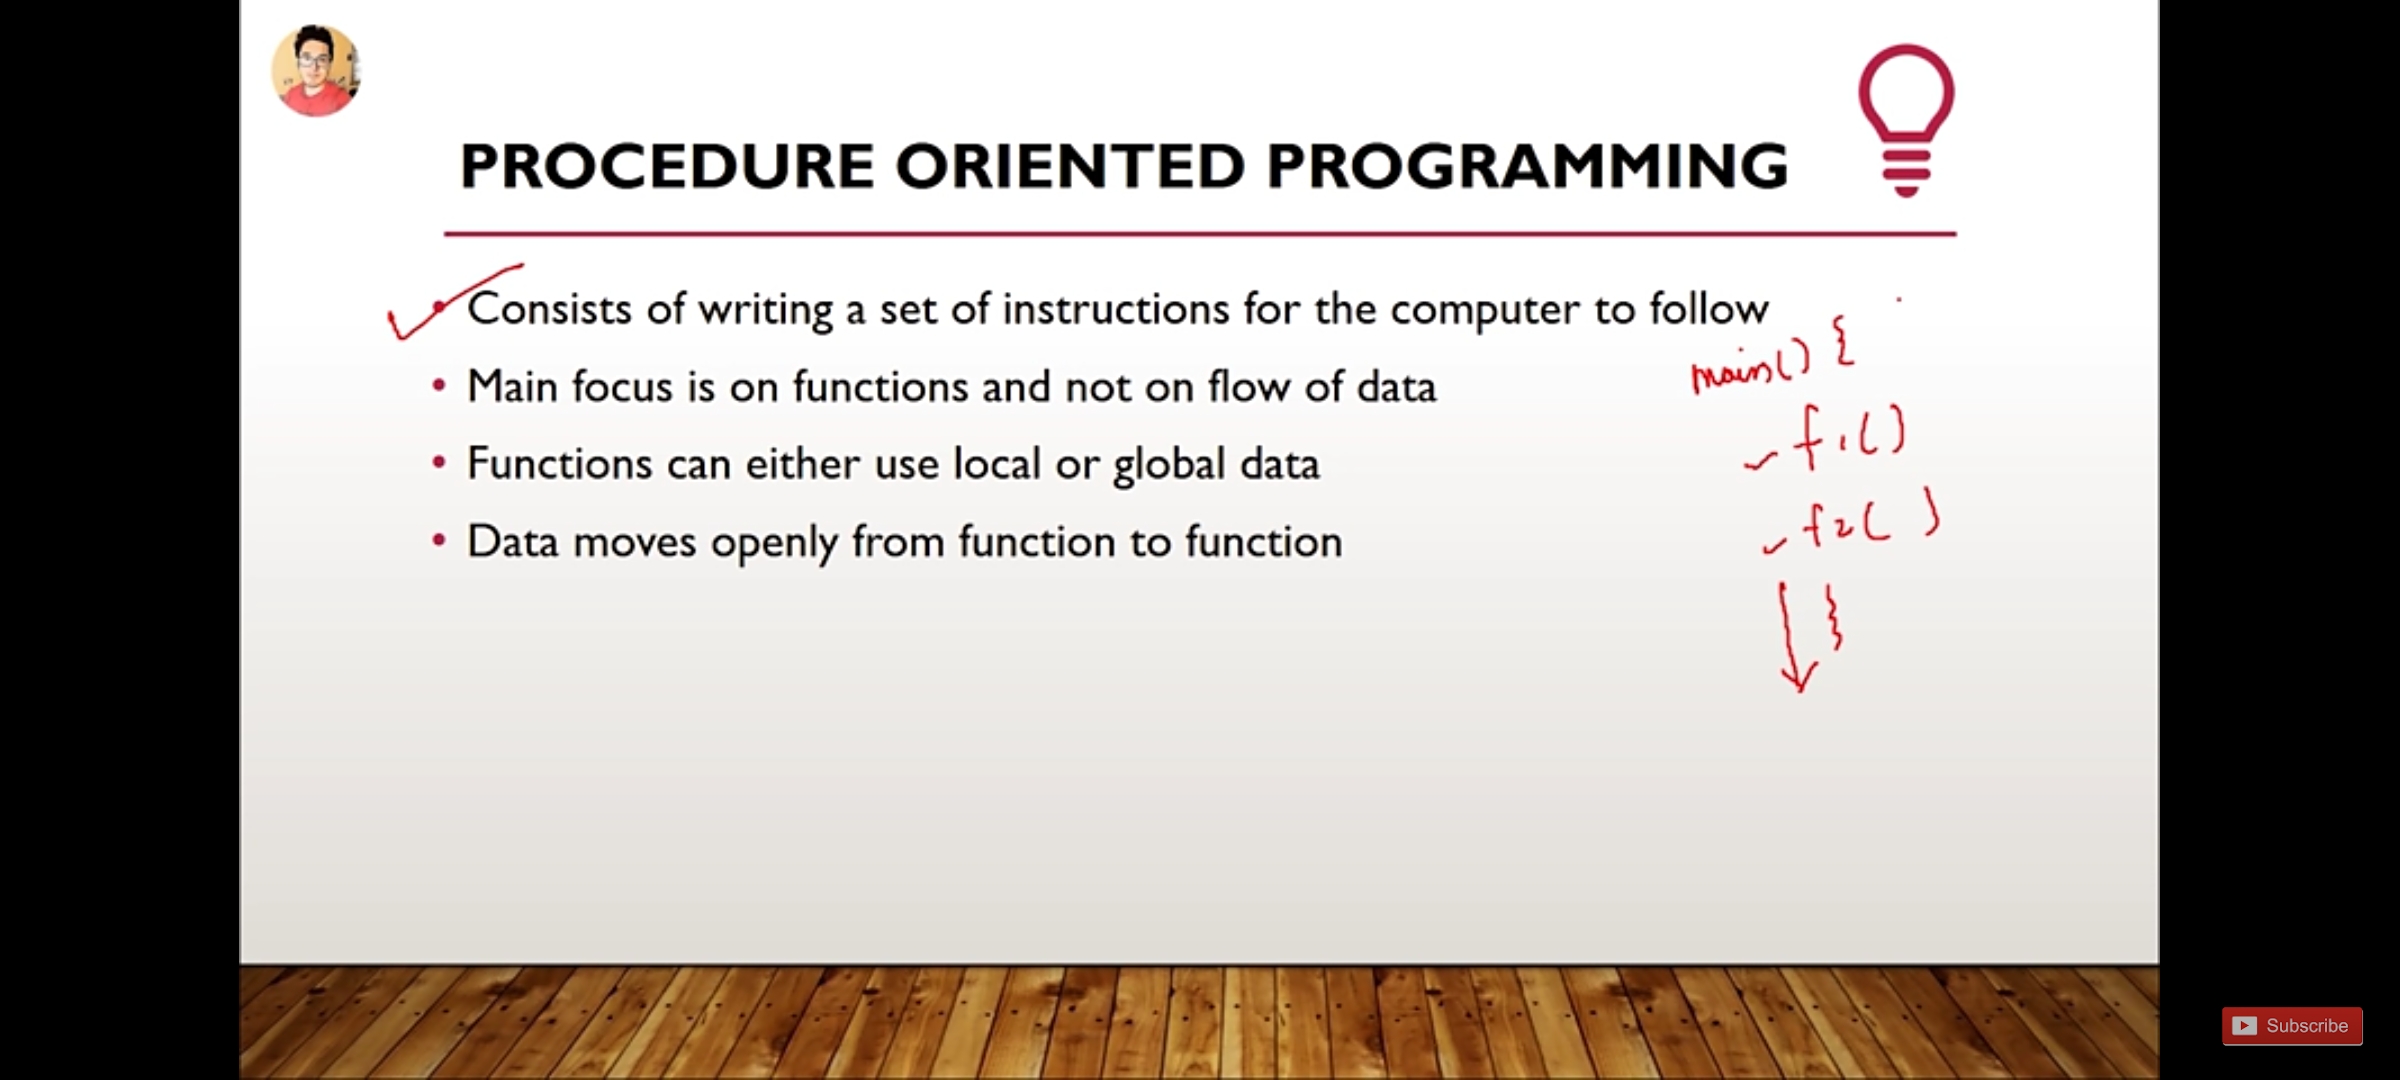 PROCEDURE ORIENTED PROGRAMMING
• Consists of writing a set of instructions for the computer to follow
• Main focus is on functions and not on flow of data
• Functions can either use local or global data
• Data moves openly from function to function
main() {
f1()
f2( )
}
Subscribe